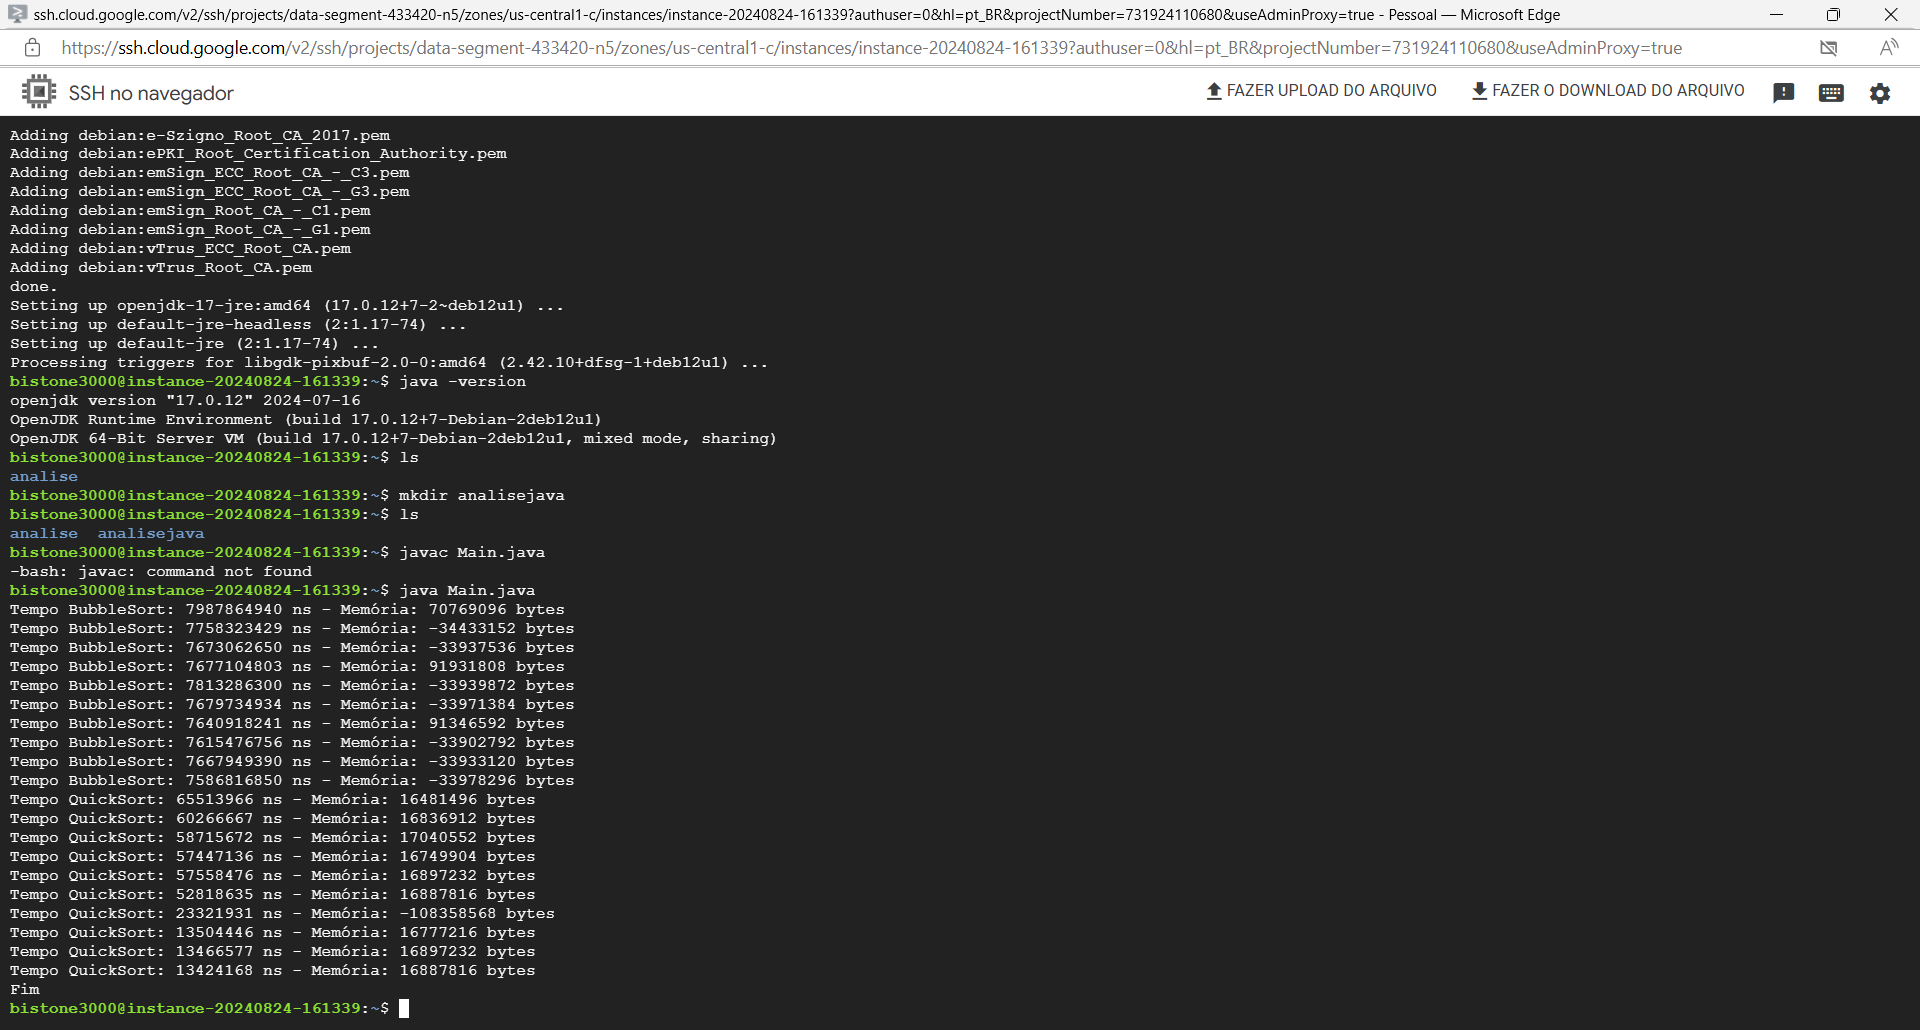 ssh.cloud.google.com/v2/ssh/projects/data-segment-433420-n5/zones/us-central1-c/instances/instance-20240824-161339?authuser=0&hl=pt_BR&projectNumber=731924110680&useAdminProxy=true - Pessoal — Microsoft Edge
https://ssh.cloud.google.com/v2/ssh/projects/data-segment-433420-n5/zones/us-central1-c/instances/instance-20240824-161339?authuser=0&hl=pt_BR&projectNumber=731924110680&useAdminProxy=true
SSH no navegador FAZER UPLOAD DO ARQUIVO FAZER O DOWNLOAD DO ARQUIVO
Adding debian:e-Szigno_Root_CA_2017.pem
Adding debian:ePKI_Root_Certification_Authority.pem
Adding debian:emSign_ECC_Root_CA_-_C3.pem
Adding debian:emSign_ECC_Root_CA_-_G3.pem
Adding debian:emSign_Root_CA_-_C1.pem
Adding debian:emSign_Root_CA_-_G1.pem
Adding debian:vTrus_ECC_Root_CA.pem
Adding debian:vTrus_Root_CA.pem
done.
Setting up openjdk-17-jre:amd64 (17.0.12+7-2~deb12u1) ...
Setting up default-jre-headless (2:1.17-74) ...
Setting up default-jre (2:1.17-74) ...
Processing triggers for libgdk-pixbuf-2.0-0:amd64 (2.42.10+dfsg-1+deb12u1) ...
bistone3000@instance-20240824-161339:~$ java -version
openjdk version "17.0.12" 2024-07-16
OpenJDK Runtime Environment (build 17.0.12+7-Debian-2deb12u1)
OpenJDK 64-Bit Server VM (build 17.0.12+7-Debian-2deb12u1, mixed mode, sharing)
bistone3000@instance-20240824-161339:~$ ls
analise
bistone3000@instance-20240824-161339:~$ mkdir analisejava
bistone3000@instance-20240824-161339:~$ ls
analise analisejava
bistone3000@instance-20240824-161339:~$ javac Main.java
-bash: javac: command not found
bistone3000@instance-20240824-161339:~$ java Main.java
Tempo BubbleSort: 7987864940 ns - Memória: 70769096 bytes
Tempo BubbleSort: 7758323429 ns - Memória: -34433152 bytes
Tempo BubbleSort: 7673062650 ns - Memória: -33937536 bytes
Tempo BubbleSort: 7677104803 ns - Memória: 91931808 bytes
Tempo BubbleSort: 7813286300 ns - Memória: -33939872 bytes
Tempo BubbleSort: 7679734934 ns - Memória: -33971384 bytes
Tempo BubbleSort: 7640918241 ns - Memória: 91346592 bytes
Tempo BubbleSort: 7615476756 ns - Memória: -33902792 bytes
Tempo BubbleSort: 7667949390 ns - Memória: -33933120 bytes
Tempo BubbleSort: 7586816850 ns - Memória: -33978296 bytes
Tempo QuickSort: 65513966 ns - Memória: 16481496 bytes
Tempo QuickSort: 60266667 ns - Memória: 16836912 bytes
Tempo QuickSort: 58715672 ns - Memória: 17040552 bytes
Tempo QuickSort: 57447136 ns - Memória: 16749904 bytes
Tempo QuickSort: 57558476 ns - Memória: 16897232 bytes
Tempo QuickSort: 52818635 ns - Memória: 16887816 bytes
Tempo QuickSort: 23321931 ns - Memória: -108358568 bytes
Tempo QuickSort: 13504446 ns - Memória: 16777216 bytes
Tempo QuickSort: 13466577 ns - Memória: 16897232 bytes
Tempo QuickSort: 13424168 ns - Memória: 16887816 bytes
Fim
bistone3000@instance-20240824-161339:~$